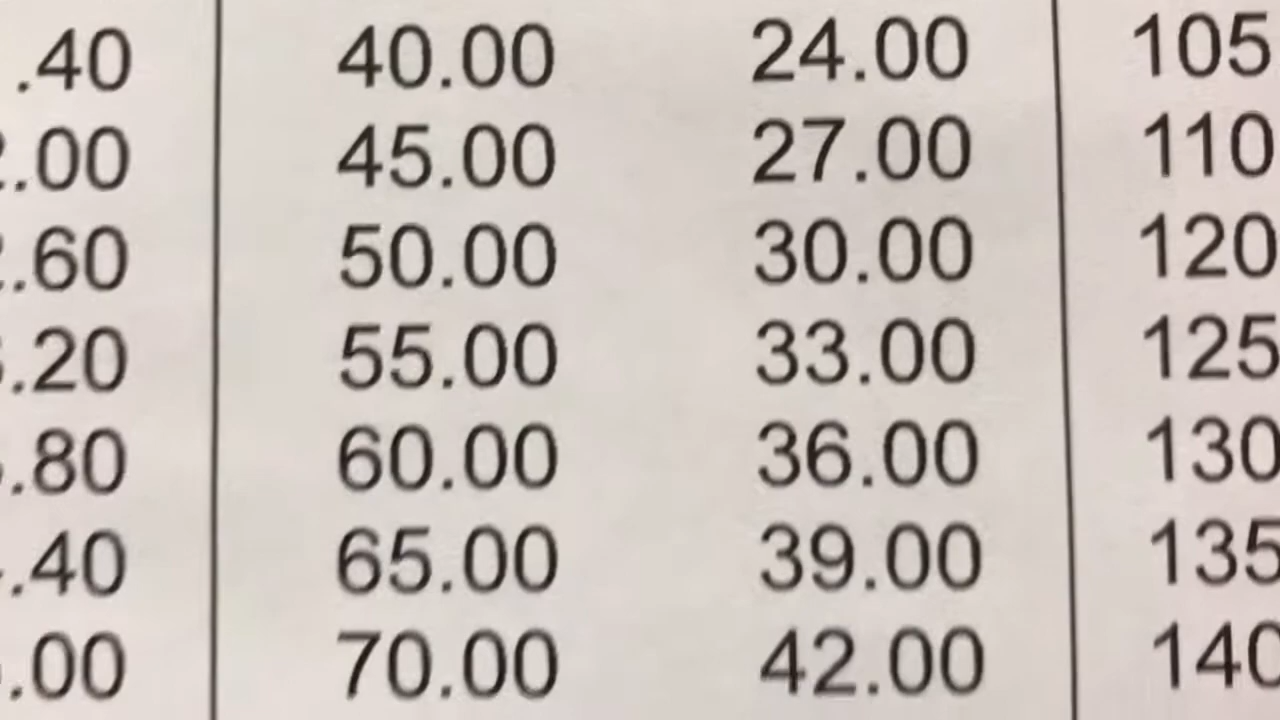 .40 40.00 24.00 105
.00 45.00 27.00 110
.60 50.00 30.00 120
.20 55.00 33.00 125
.80 60.00 36.00 130
.40 65.00 39.00 135
.00 70.00 42.00 140